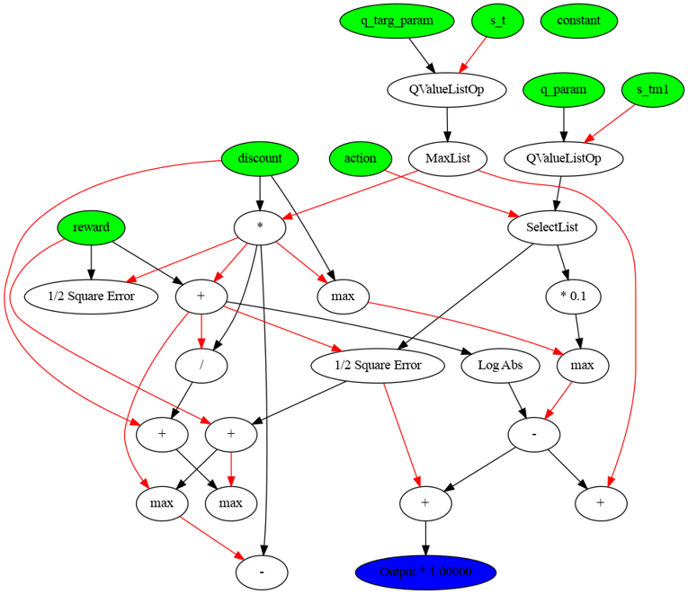 q_targ_param
s_t
constant
QValueListOp
q_param
s_tm1
discount
action
MaxList
QValueListOp
reward
*
SelectList
1/2 Square Error
+
max
* 0.1
/
1/2 Square Error
Log Abs
max
+
+
-
max
max
+
+
-
Output * 1.00000